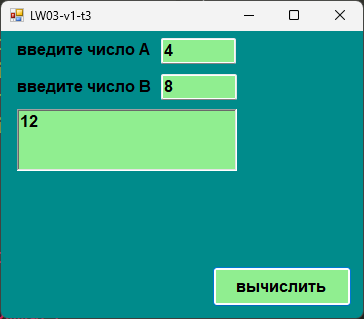 LW03-v1-t3
введите число A 4
введите число B 8
12
вычислить